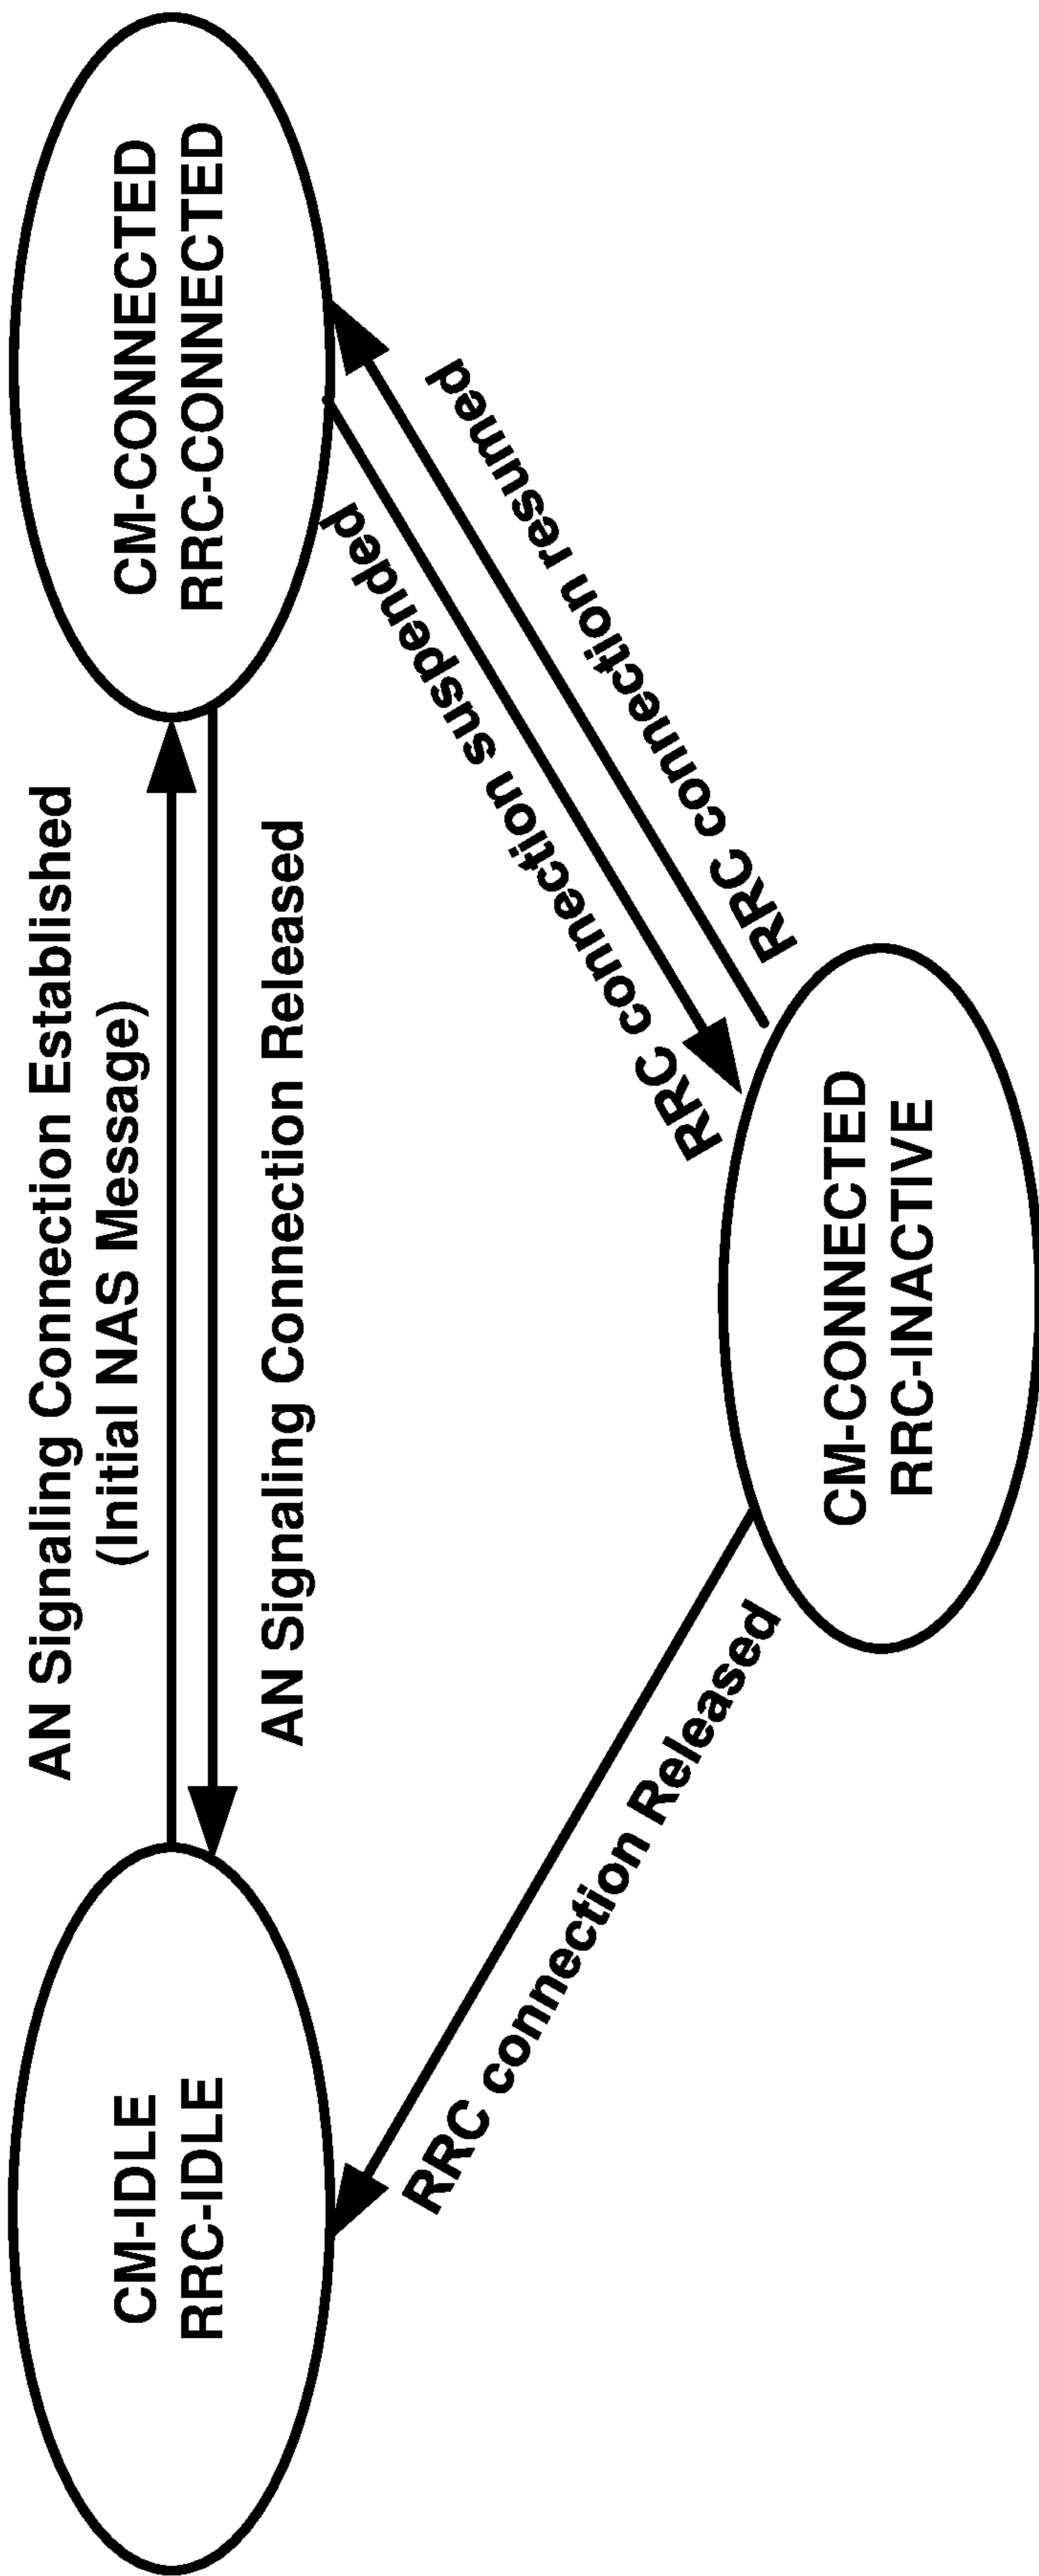 AN Signaling Connection Established
(Initial NAS Message)
CM-IDLE
RRC-IDLE
CM-CONNECTED
RRC-CONNECTED
AN Signaling Connection Released
RRC connection suspended
RRC connection resumed
RRC connection Released
CM-CONNECTED
RRC-INACTIVE